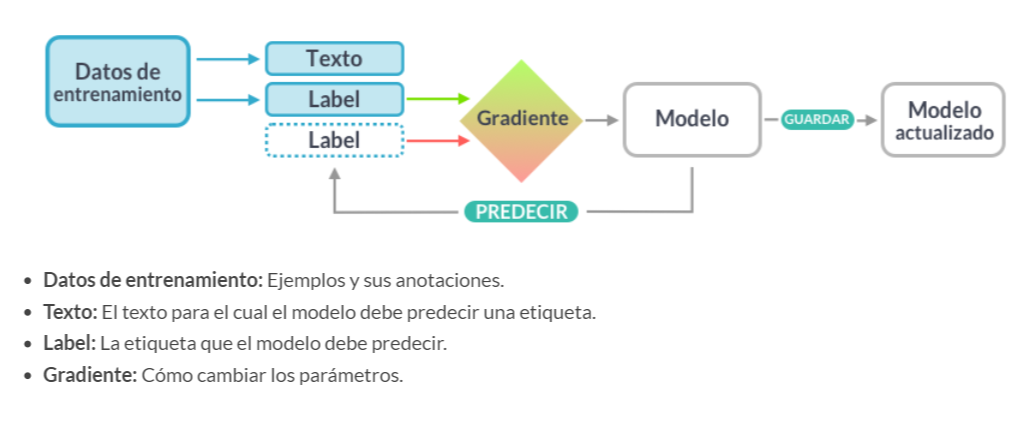 Datos de
entrenamiento
Texto
Label
Label
Gradiente
Modelo
GUARDAR
Modelo
actualizado
PREDECIR
• Datos de entrenamiento: Ejemplos y sus anotaciones.
• Texto: El texto para el cual el modelo debe predecir una etiqueta.
• Label: La etiqueta que el modelo debe predecir.
• Gradiente: Cómo cambiar los parámetros.